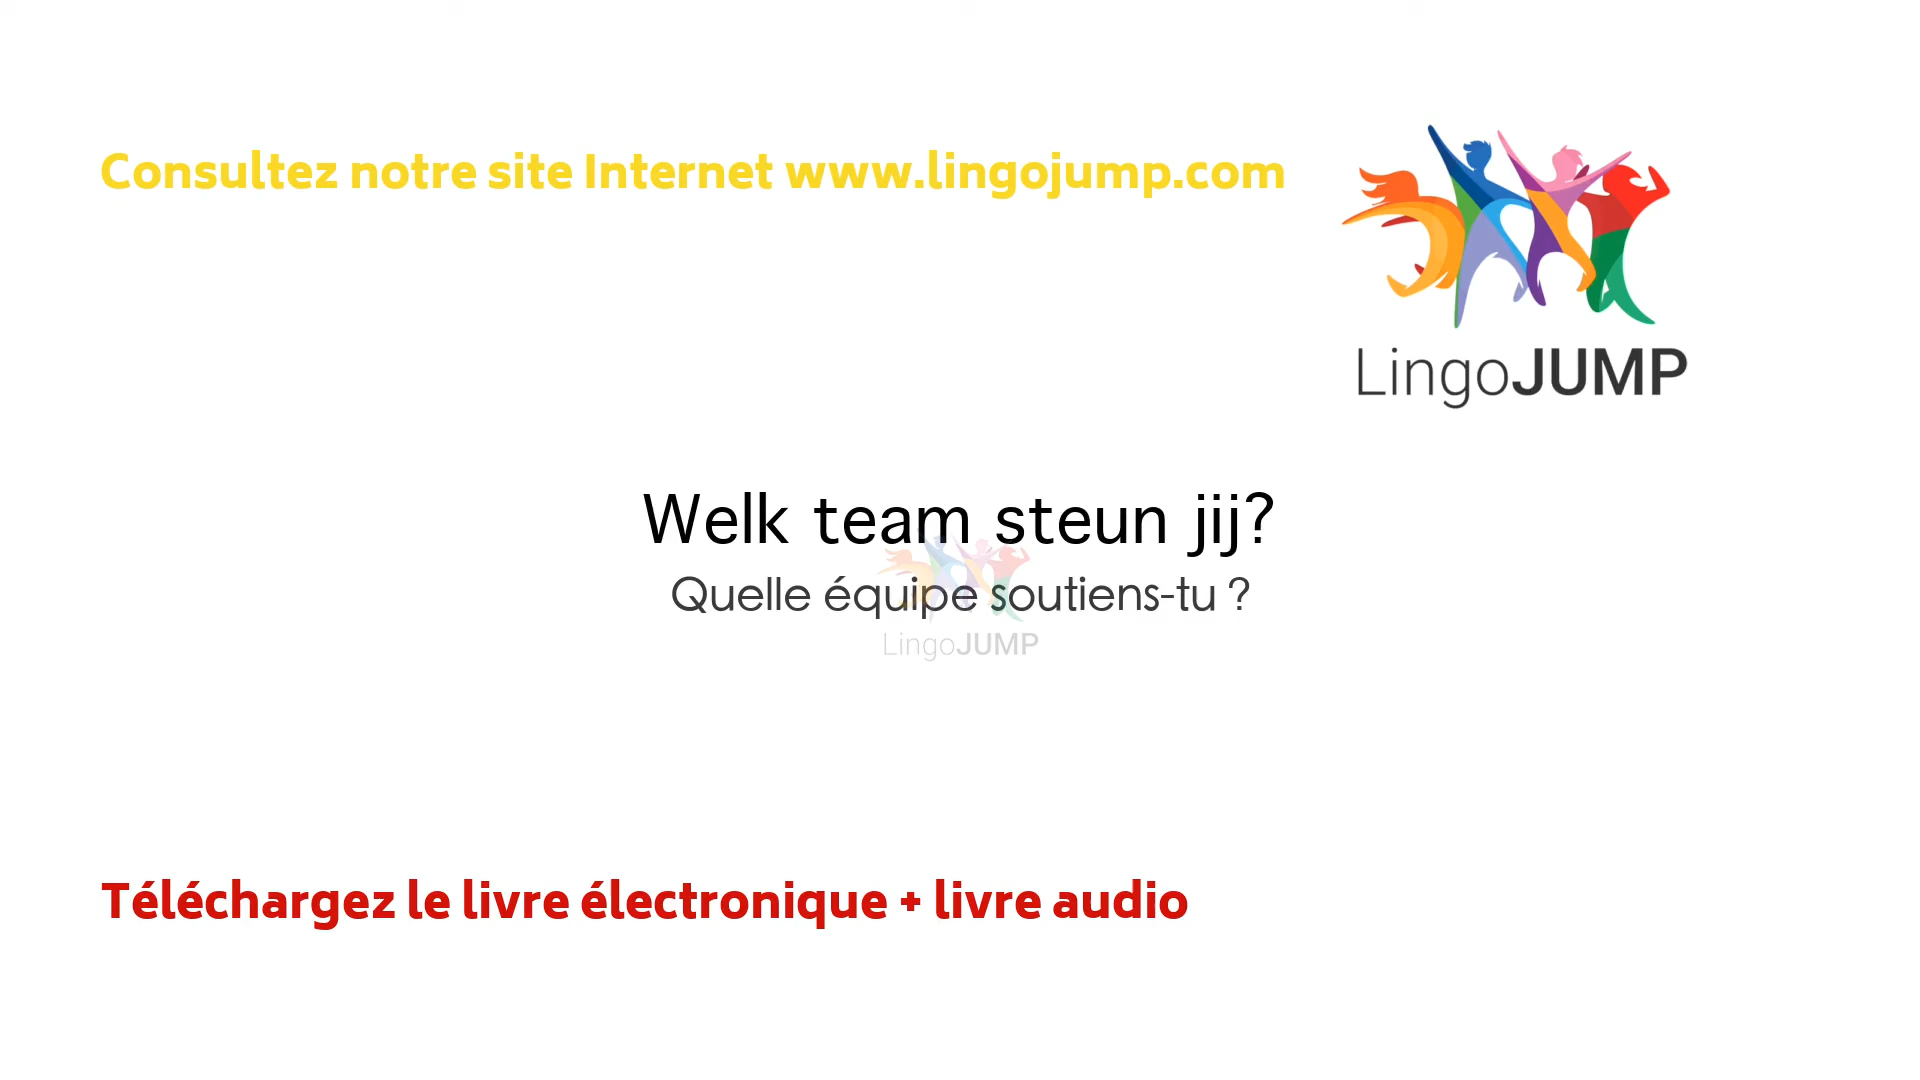 Consultez notre site Internet www.lingojump.com
LingoJUMP
Welk team steun jij?
Quelle équipe soutiens-tu ?
LingoJUMP
Téléchargez le livre électronique + livre audio